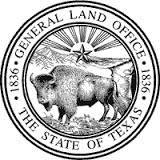 · GENERAL LAND OFFICE ·
1836
1836
THE STATE OF TEXAS